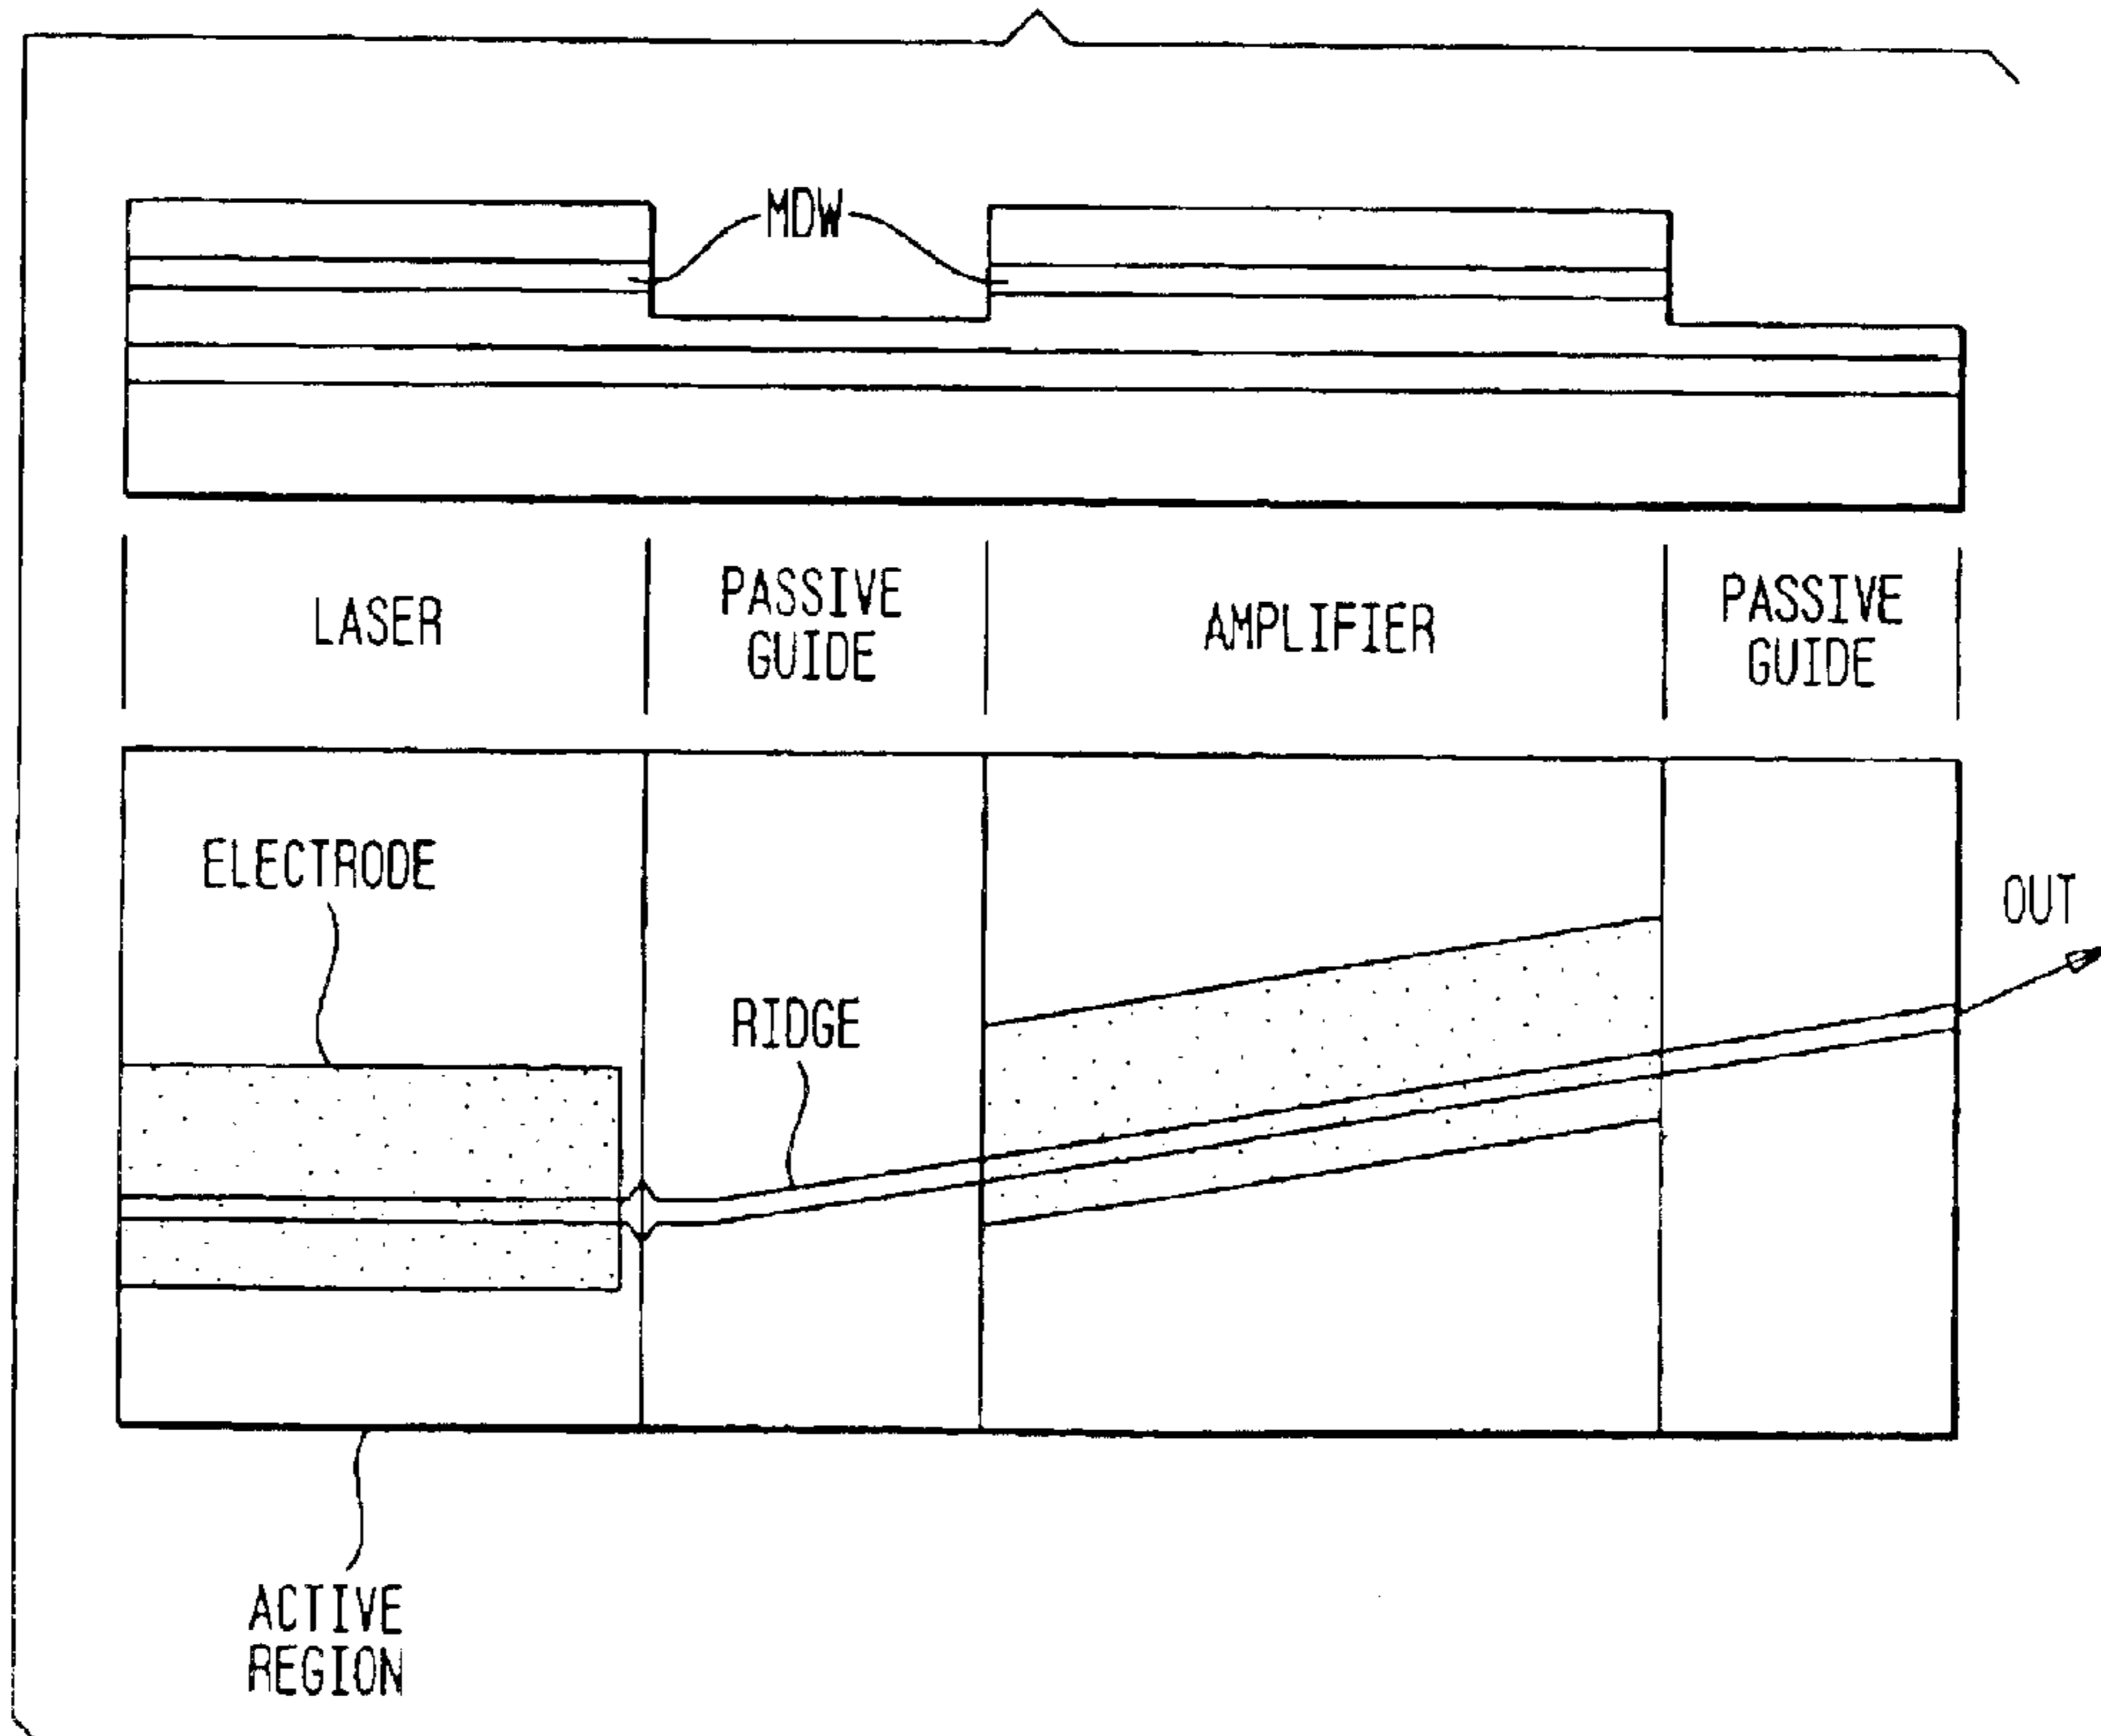 MDW
LASER
PASSIVE
GUIDE
AMPLIFIER
PASSIVE
GUIDE
ELECTRODE
OUT
RIDGE
ACTIVE
REGION